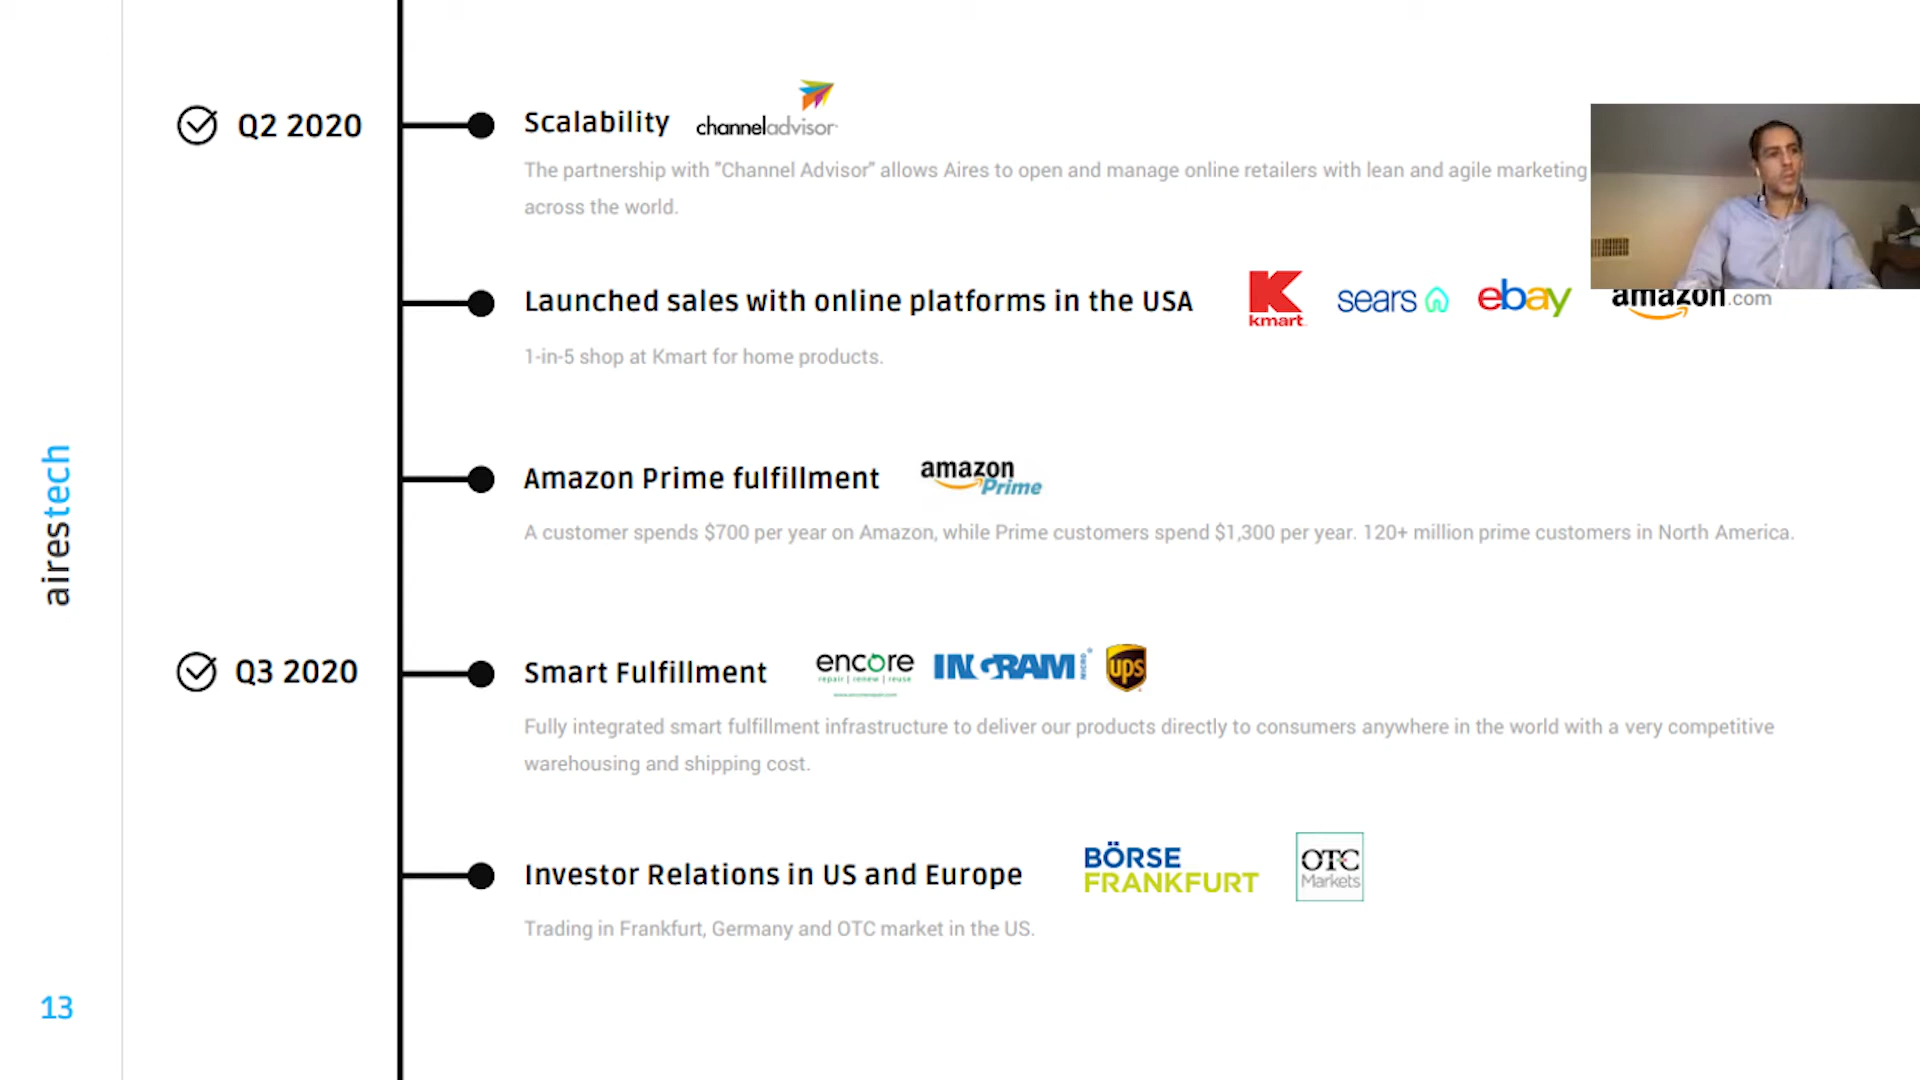 Q2 2020
Scalability
channeladvisor
The partnership with "Channel Advisor" allows Aires to open and manage online retailers with lean and agile marketing
across the world.
Launched sales with online platforms in the USA
kmart
sears
ebay
amazon.com
1-in-5 shop at Kmart for home products.
Amazon Prime fulfillment
amazon
Prime
A customer spends $700 per year on Amazon, while Prime customers spend $1,300 per year. 120+ million prime customers in North America.
airestech
Q3 2020
Smart Fulfillment
encore
repair | renew | reuse
INGRAM MICRO
ups
Fully integrated smart fulfillment infrastructure to deliver our products directly to consumers anywhere in the world with a very competitive
warehousing and shipping cost.
Investor Relations in US and Europe
BÖRSE
FRANKFURT
OTC
Markets
Trading in Frankfurt, Germany and OTC market in the US.
13